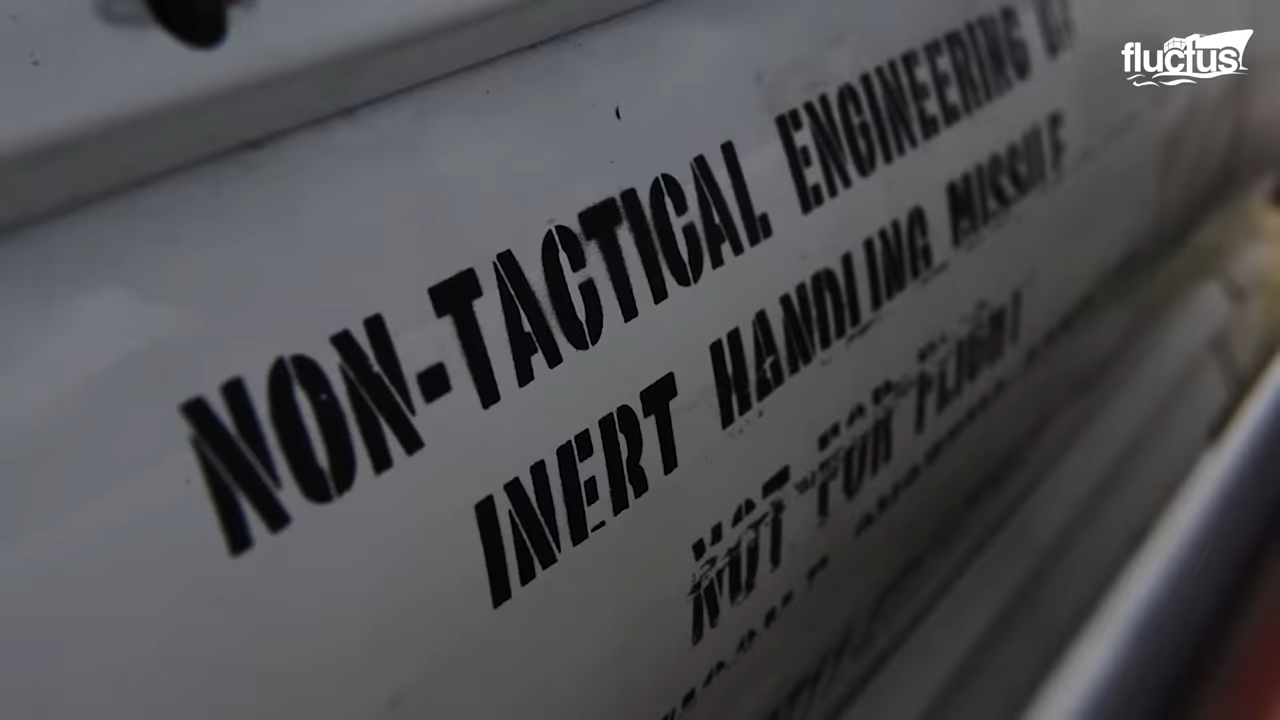 fluctus
NON-TACTICAL ENGINEERING
INERT HANDLING MISSILE
NOT FOR FLIGHT